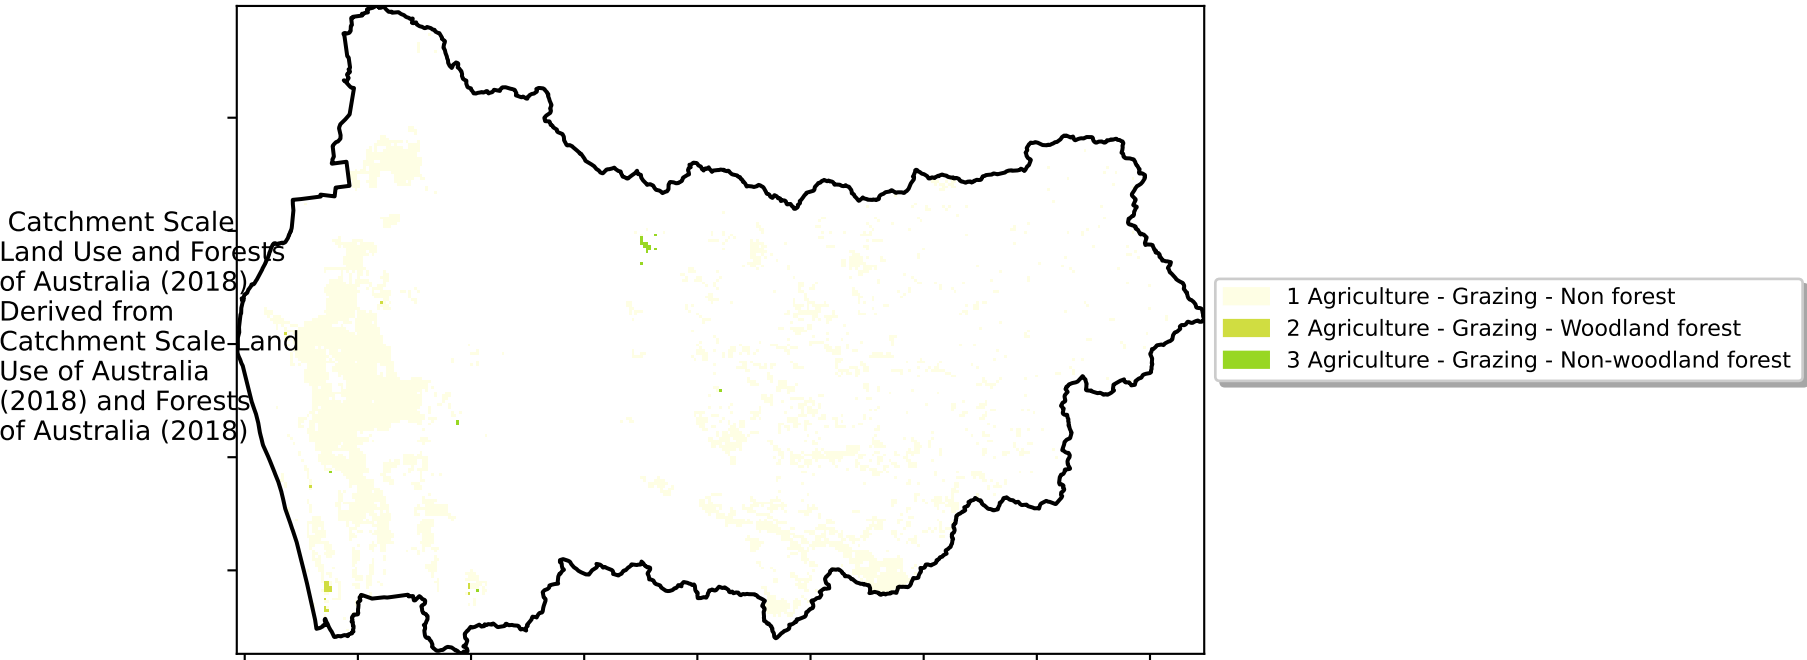 Catchment Scale
Land Use and Forests
of Australia (2018)
Derived from
Catchment Scale Land
Use of Australia
(2018) and Forests
of Australia (2018)
1 Agriculture - Grazing - Non forest
2 Agriculture - Grazing - Woodland forest
3 Agriculture - Grazing - Non-woodland forest